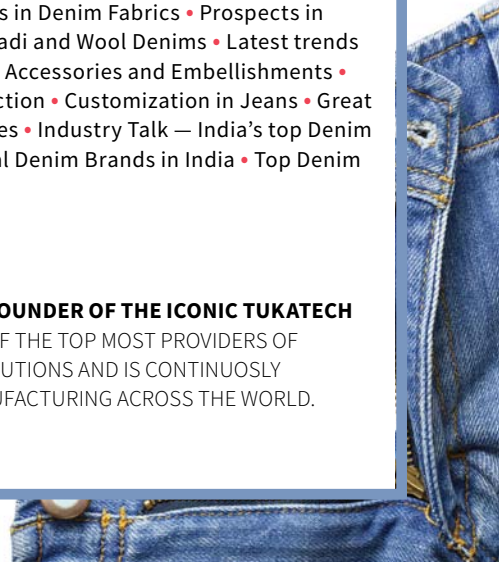 s in Denim Fabrics • Prospects in
adi and Wool Denims • Latest trends
Accessories and Embellishments •
ction • Customization in Jeans • Great
es • Industry Talk — India’s top Denim
al Denim Brands in India • Top Denim
OUNDER OF THE ICONIC TUKATECH
F THE TOP MOST PROVIDERS OF
UTIONS AND IS CONTINUOSLY
UFACTURING ACROSS THE WORLD.